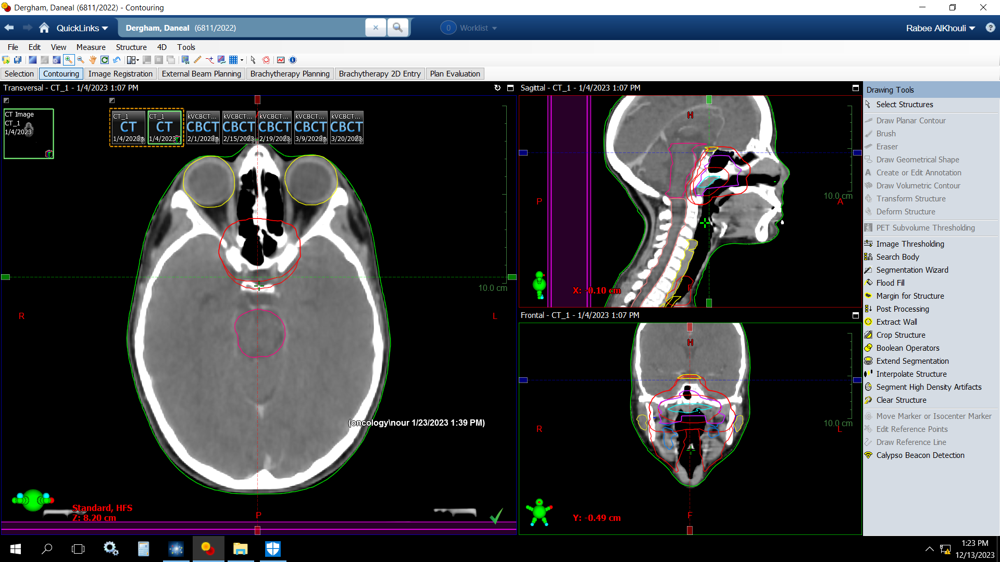 Dergham, Daneal (6811/2022) - Contouring
QuickLinks
Dergham, Daneal (6811/2022)
0 Worklist
Rabee AlKhouli
File Edit View Measure Structure 4D Tools
Selection Contouring Image Registration External Beam Planning Brachytherapy Planning Brachytherapy 2D Entry Plan Evaluation
Transversal - CT_1 - 1/4/2023 1:07 PM
CT Image
CT_1
1/4/2023
CT_1
CT
1/4/2023
CT_1
CT
1/4/2023
kVCBCT...
CBCT
2/1/2023
kVCBCT...
CBCT
2/15/2023
kVCBCT...
CBCT
2/19/2023
kVCBCT...
CBCT
3/9/2023
kVCBCT...
CBCT
3/20/2023
10.0 cm
R
L
(oncology\nour 1/23/2023 1:39 PM)
Standard, HFS
Z: 8.20 cm
P
Sagittal - CT_1 - 1/4/2023 1:07 PM
H
P
10.0 cm
A
X: -0.10 cm
F
Frontal - CT_1 - 1/4/2023 1:07 PM
H
R
10.0 cm
L
Y: -0.49 cm
F
Drawing Tools
Select Structures
Draw Planar Contour
Brush
Eraser
Draw Geometrical Shape
Create or Edit Annotation
Draw Volumetric Contour
Transform Structure
Deform Structure
PET Subvolume Thresholding
Image Thresholding
Search Body
Segmentation Wizard
Flood Fill
Margin for Structure
Post Processing
Extract Wall
Crop Structure
Boolean Operators
Extend Segmentation
Interpolate Structure
Segment High Density Artifacts
Clear Structure
Move Marker or Isocenter Marker
Edit Reference Points
Draw Reference Line
Calypso Beacon Detection
1:23 PM
12/13/2023